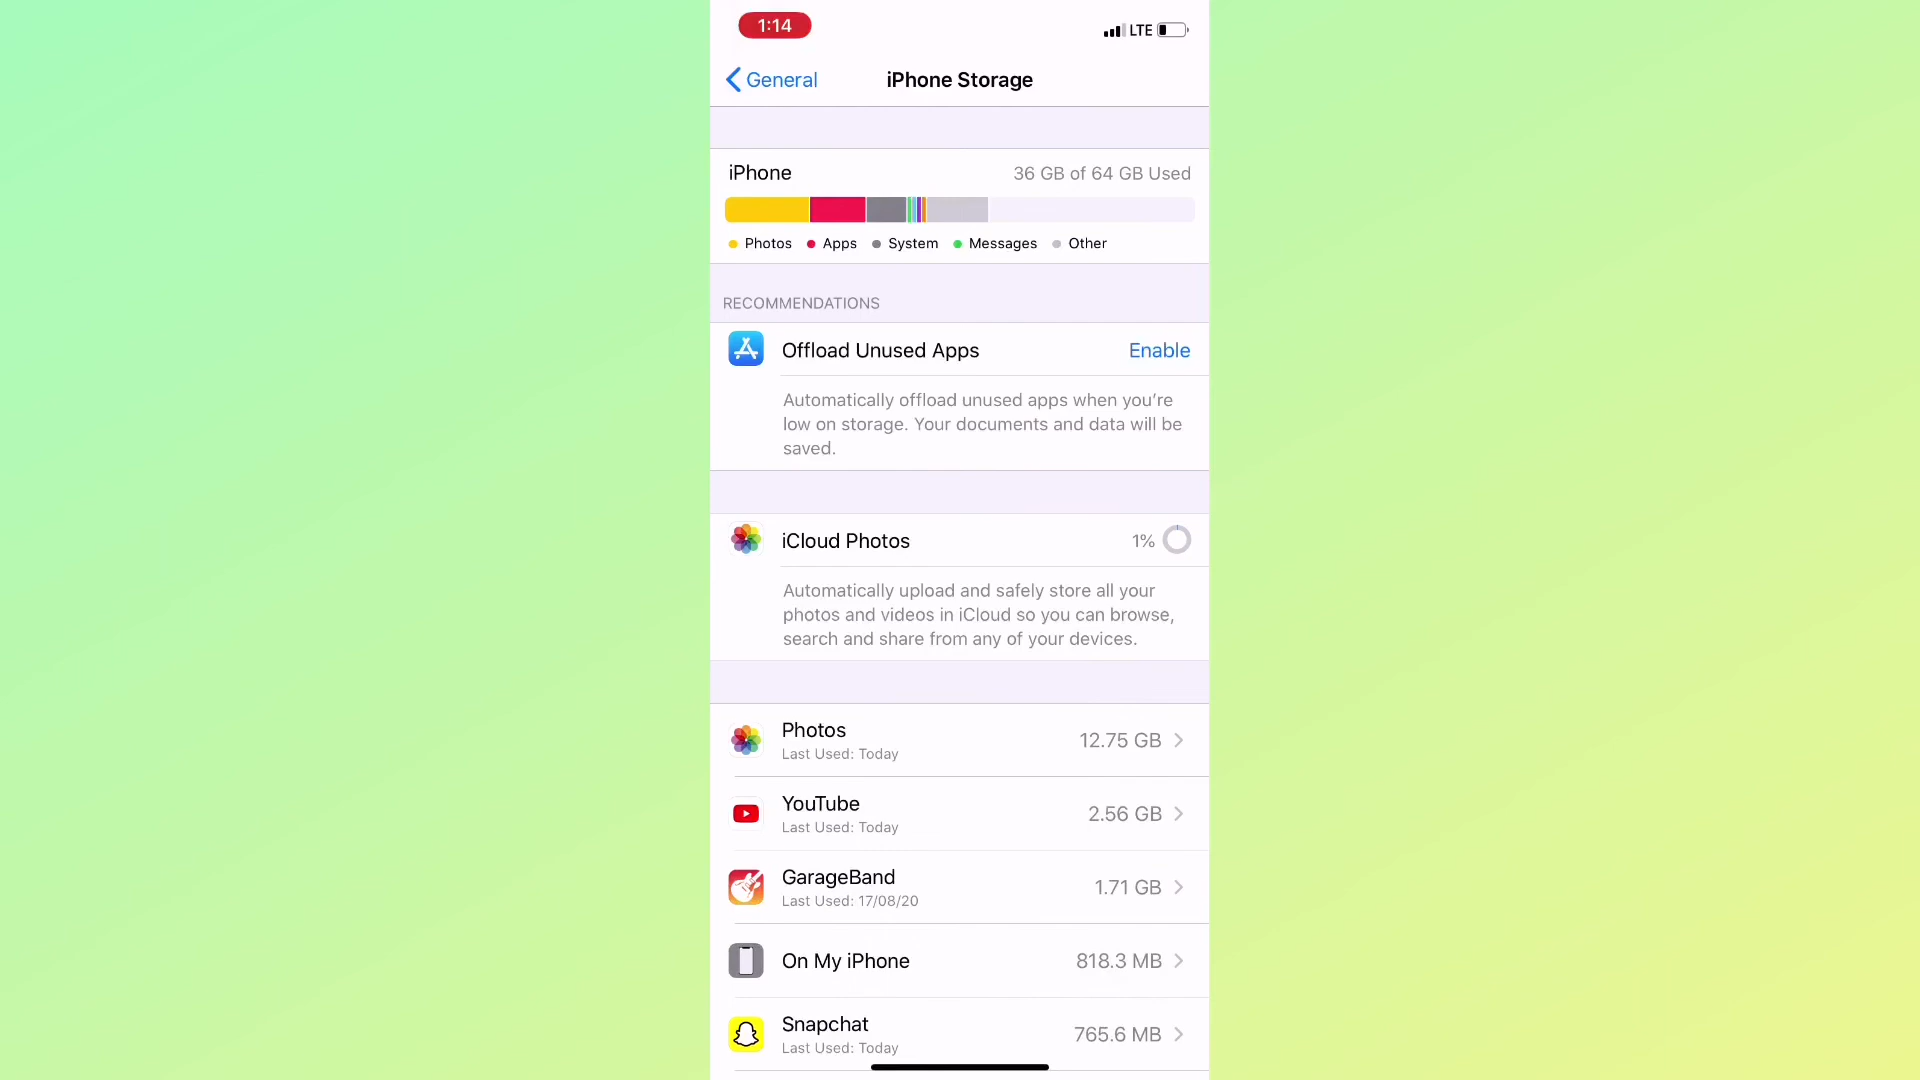 1:14
LTE
General
iPhone Storage
iPhone
36 GB of 64 GB Used
Photos
Apps
System
Messages
Other
RECOMMENDATIONS
Offload Unused Apps
Enable
Automatically offload unused apps when you’re
low on storage. Your documents and data will be
saved.
iCloud Photos
1%
Automatically upload and safely store all your
photos and videos in iCloud so you can browse,
search and share from any of your devices.
Photos
Last Used: Today
12.75 GB
YouTube
Last Used: Today
2.56 GB
GarageBand
Last Used: 17/08/20
1.71 GB
On My iPhone
818.3 MB
Snapchat
Last Used: Today
765.6 MB